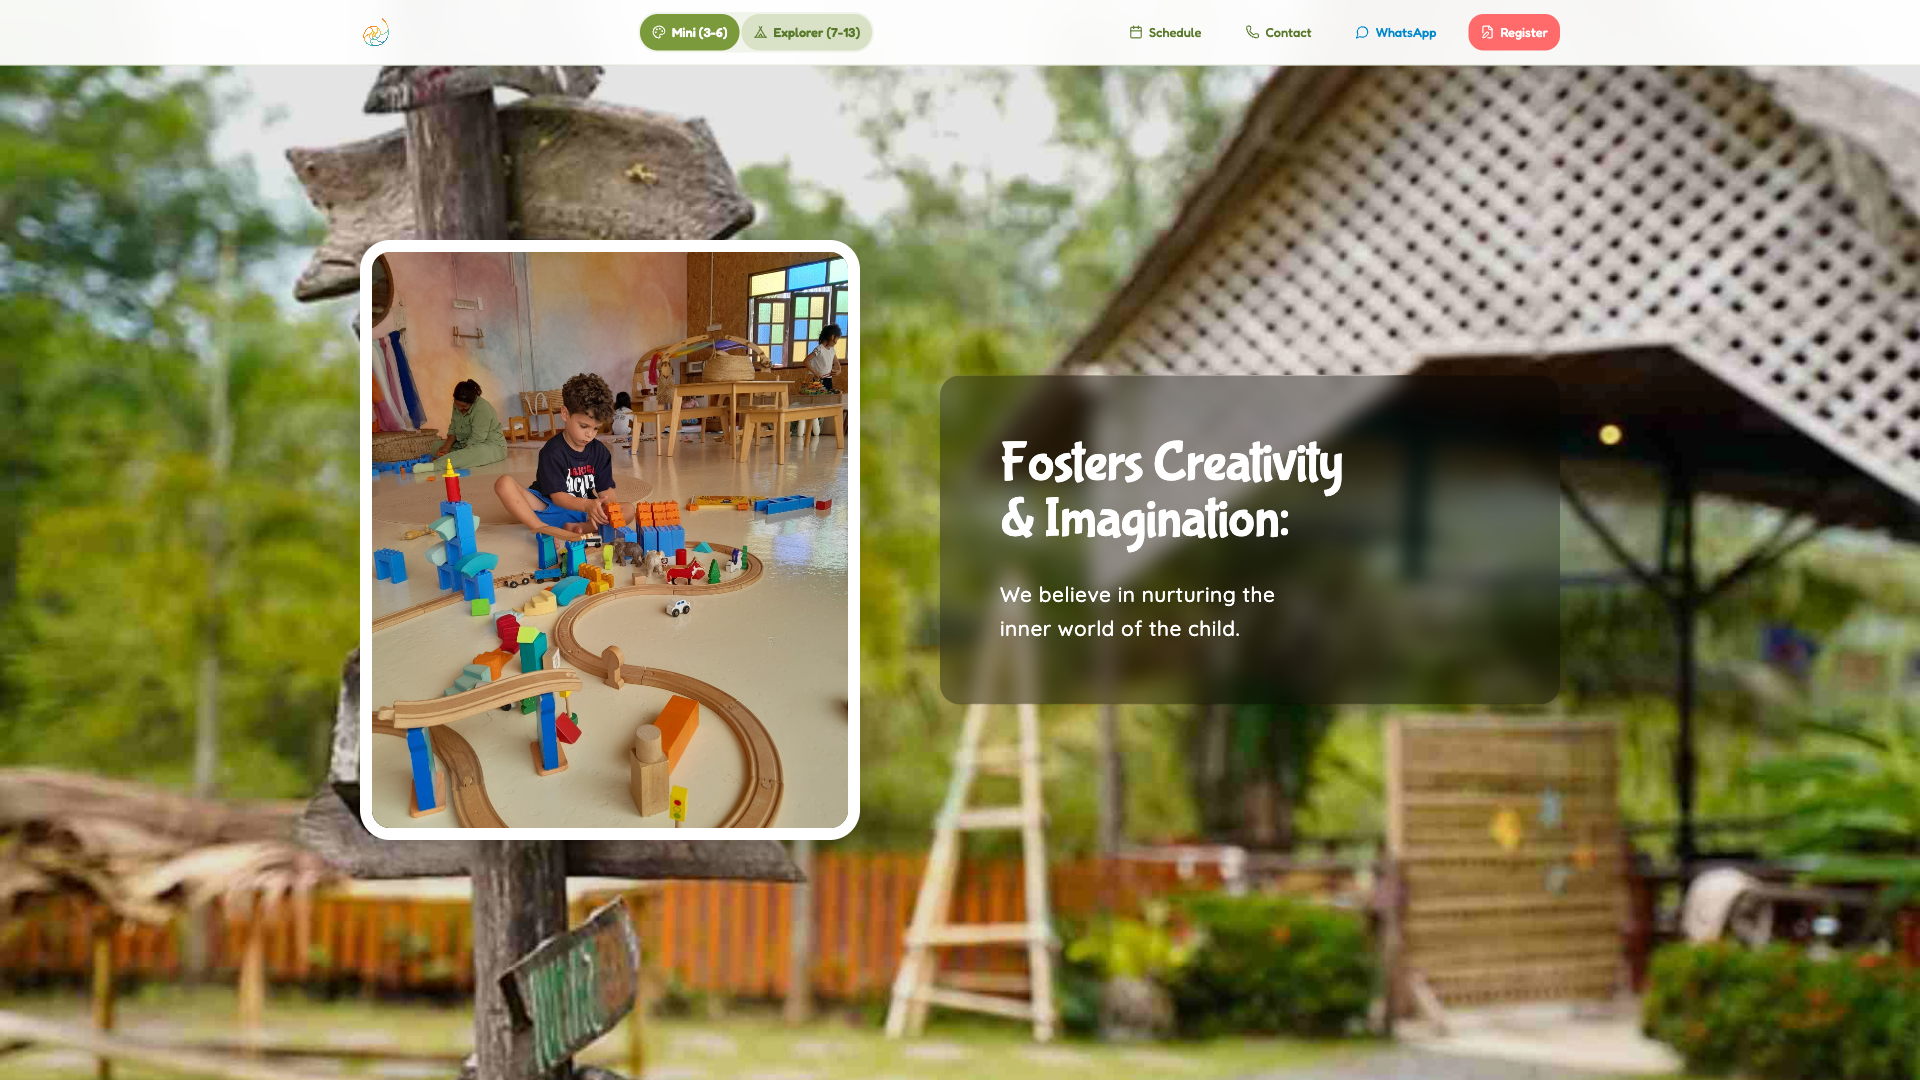 Mini (3-6)
Explorer (7-13)
Schedule
Contact
WhatsApp
Register
Fosters Creativity
& Imagination:
We believe in nurturing the
inner world of the child.